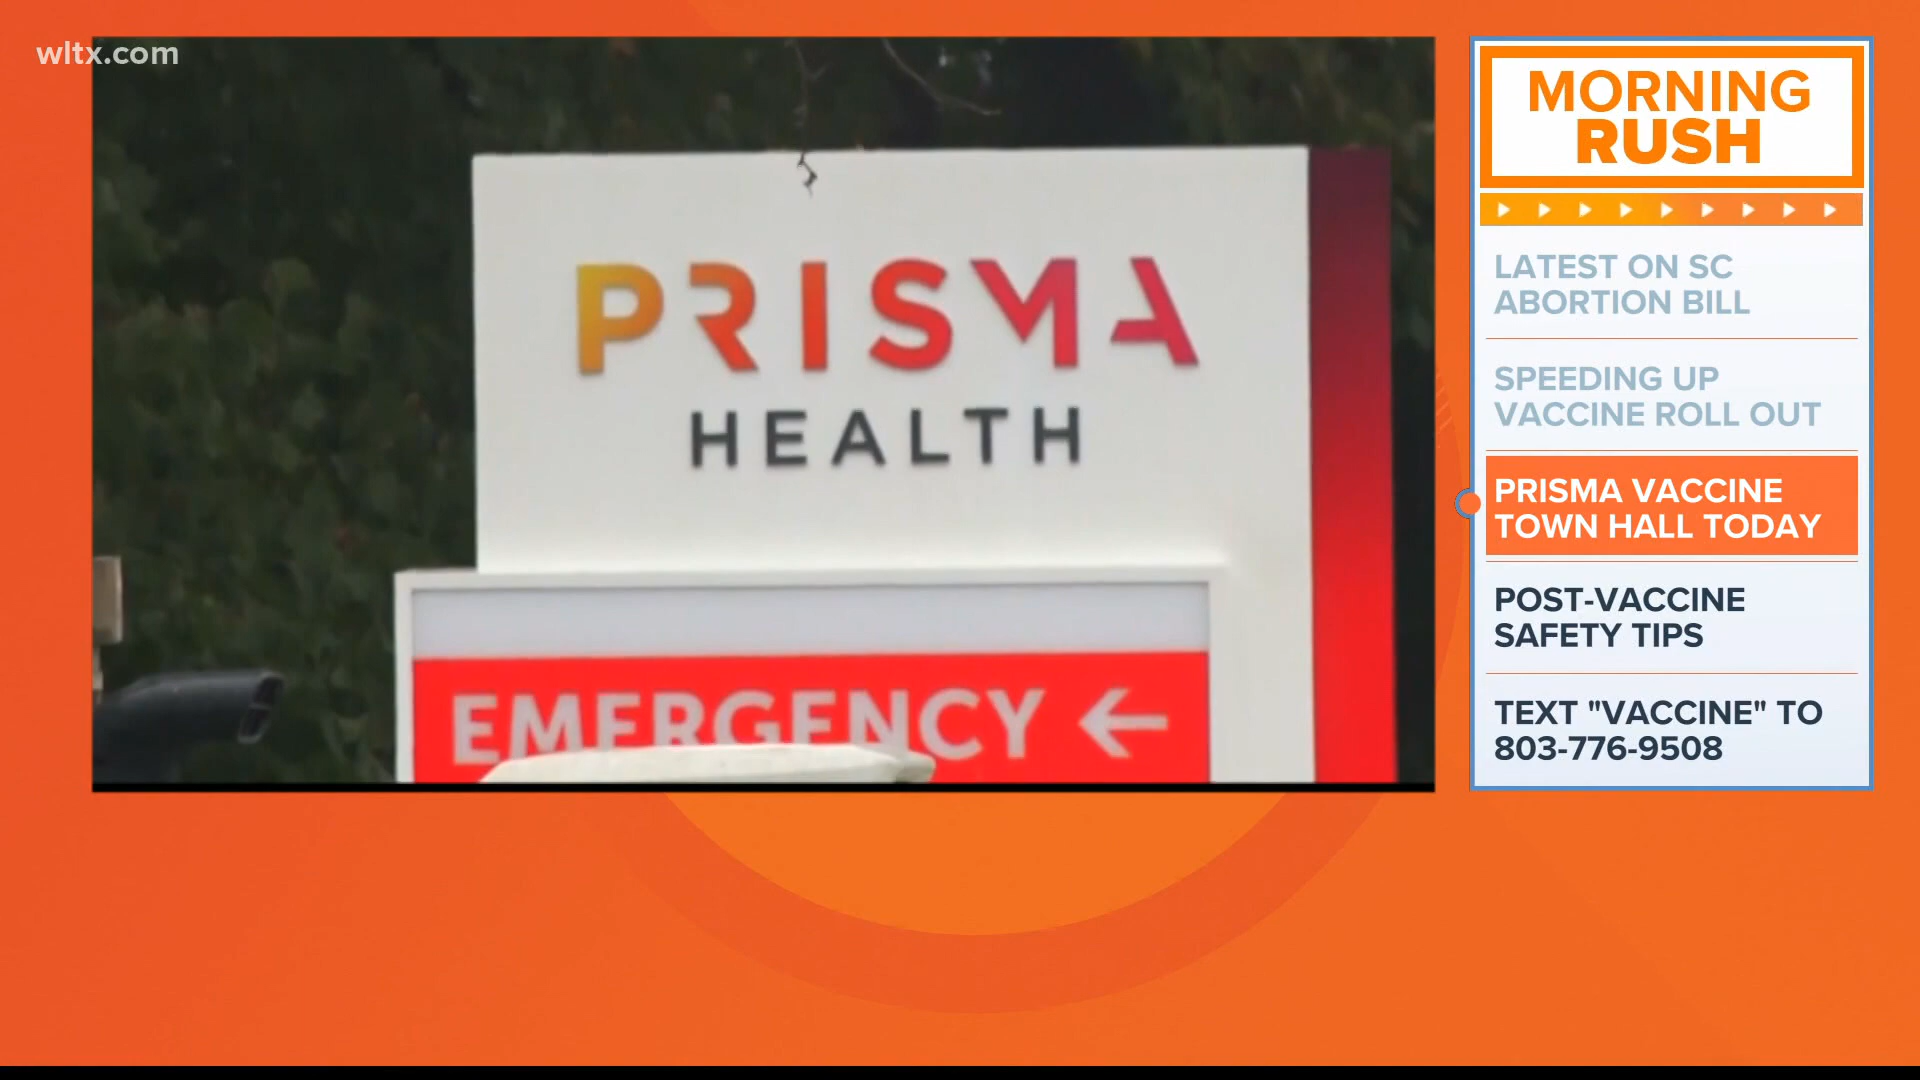 wltx.com
PRISMA
HEALTH
EMERGENCY ←
MORNING
RUSH
LATEST ON SC
ABORTION BILL
SPEEDING UP
VACCINE ROLL OUT
PRISMA VACCINE
TOWN HALL TODAY
POST-VACCINE
SAFETY TIPS
TEXT "VACCINE" TO
803-776-9508